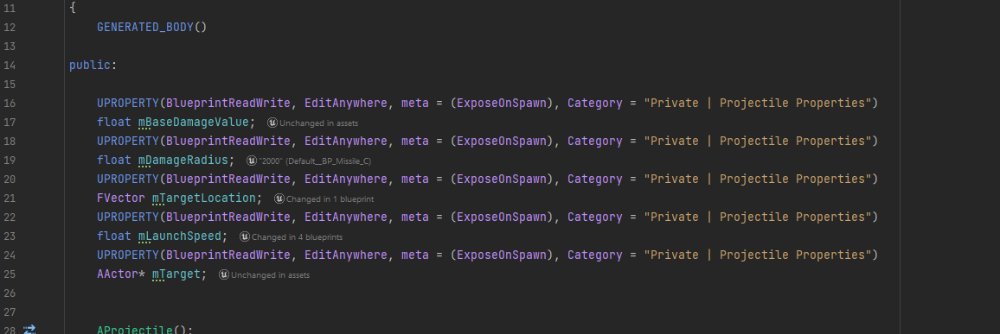 11 {
12 GENERATED_BODY()
13
14 public:
15
16 UPROPERTY(BlueprintReadWrite, EditAnywhere, meta = (ExposeOnSpawn), Category = "Private | Projectile Properties")
17 float mBaseDamageValue; Unchanged in assets
18 UPROPERTY(BlueprintReadWrite, EditAnywhere, meta = (ExposeOnSpawn), Category = "Private | Projectile Properties")
19 float mDamageRadius; "2000" (Default__BP_Missile_C)
20 UPROPERTY(BlueprintReadWrite, EditAnywhere, meta = (ExposeOnSpawn), Category = "Private | Projectile Properties")
21 FVector mTargetLocation; Changed in 1 blueprint
22 UPROPERTY(BlueprintReadWrite, EditAnywhere, meta = (ExposeOnSpawn), Category = "Private | Projectile Properties")
23 float mLaunchSpeed; Changed in 4 blueprints
24 UPROPERTY(BlueprintReadWrite, EditAnywhere, meta = (ExposeOnSpawn), Category = "Private | Projectile Properties")
25 AActor* mTarget; Unchanged in assets
26
27
28 AProjectile();